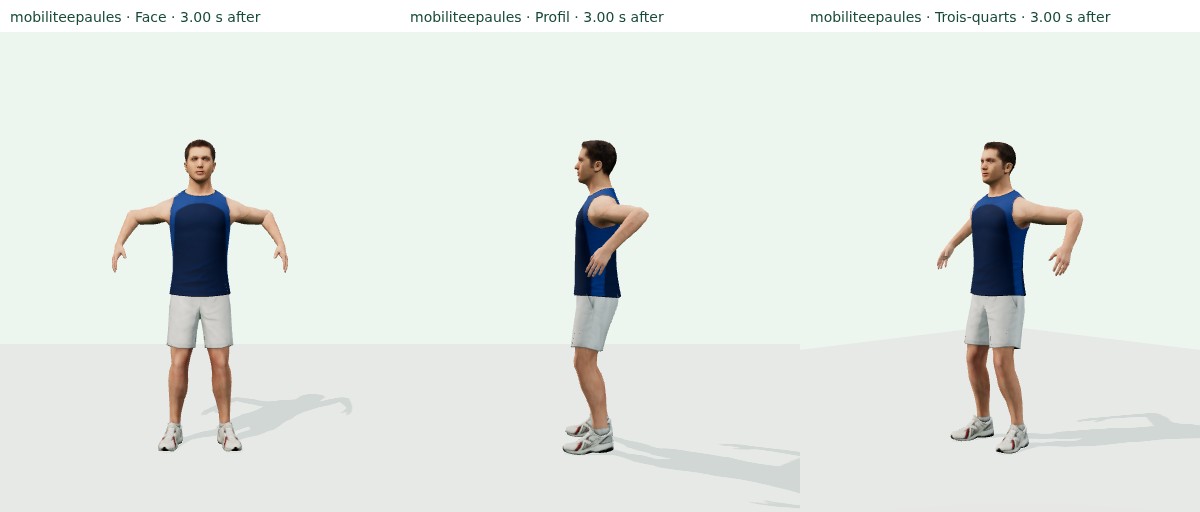 mobiliteepaules · Face · 3.00 s after
mobiliteepaules · Profil · 3.00 s after
mobiliteepaules · Trois-quarts · 3.00 s after